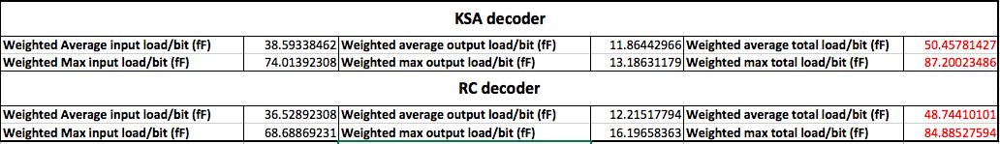 KSA decoder
Weighted Average input load/bit (fF) 38.59338462 Weighted average output load/bit (fF) 11.86442966 Weighted average total load/bit (fF) 50.45781427
Weighted Max input load/bit (fF) 74.01392308 Weighted max output load/bit (fF) 13.18631179 Weighted max total load/bit (fF) 87.20023486
RC decoder
Weighted Average input load/bit (fF) 36.52892308 Weighted average output load/bit (fF) 12.21517794 Weighted average total load/bit (fF) 48.74410101
Weighted Max input load/bit (fF) 68.68869231 Weighted max output load/bit (fF) 16.19658363 Weighted max total load/bit (fF) 84.88527594